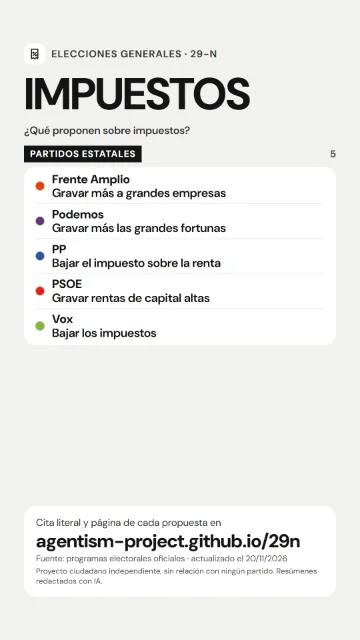 ELECCIONES GENERALES · 29-N
IMPUESTOS
¿Qué proponen sobre impuestos?
PARTIDOS ESTATALES 5
Frente Amplio
Gravar más a grandes empresas
Podemos
Gravar más las grandes fortunas
PP
Bajar el impuesto sobre la renta
PSOE
Gravar rentas de capital altas
Vox
Bajar los impuestos
Cita literal y página de cada propuesta en
agentism-project.github.io/29n
Fuente: programas electorales oficiales · actualizado el 20/11/2026
Proyecto ciudadano independiente, sin relación con ningún partido. Resúmenes
redactados con IA.